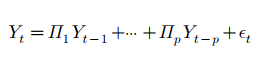 Y_t = Π_1 Y_{t−1} + ··· + Π_p Y_{t−p} + ϵ_t